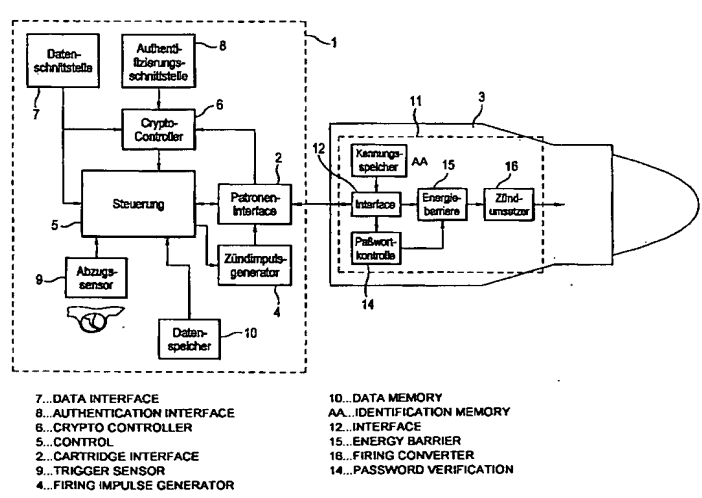 1
Daten-
schnittstelle
7
Authenti-
fizierungs-
schnittstelle
8
Crypto-
Controller
6
Steuerung
5
Patronen-
Interface
2
Zündimpuls-
generator
4
Abzugs-
sensor
9
Daten-
speicher
10
3
11
Kennungs-
speicher
AA
12
Interface
15
Energie-
barriere
16
Zünd-
umsetzer
Paßwort-
kontrolle
14
7...DATA INTERFACE
8...AUTHENTICATION INTERFACE
6...CRYPTO CONTROLLER
5...CONTROL
2...CARTRIDGE INTERFACE
9...TRIGGER SENSOR
4...FIRING IMPULSE GENERATOR
10...DATA MEMORY
AA...IDENTIFICATION MEMORY
12...INTERFACE
15...ENERGY BARRIER
16...FIRING CONVERTER
14...PASSWORD VERIFICATION